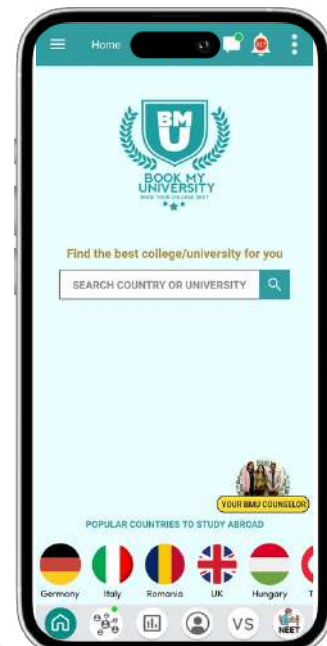 Home
BM
U
BOOK MY
UNIVERSITY
BOOK YOUR COLLEGE SEAT
Find the best college/university for you
SEARCH COUNTRY OR UNIVERSITY
YOUR BMU COUNSELOR
POPULAR COUNTRIES TO STUDY ABROAD
Germany Italy Romania UK Hungary T
VS NEET